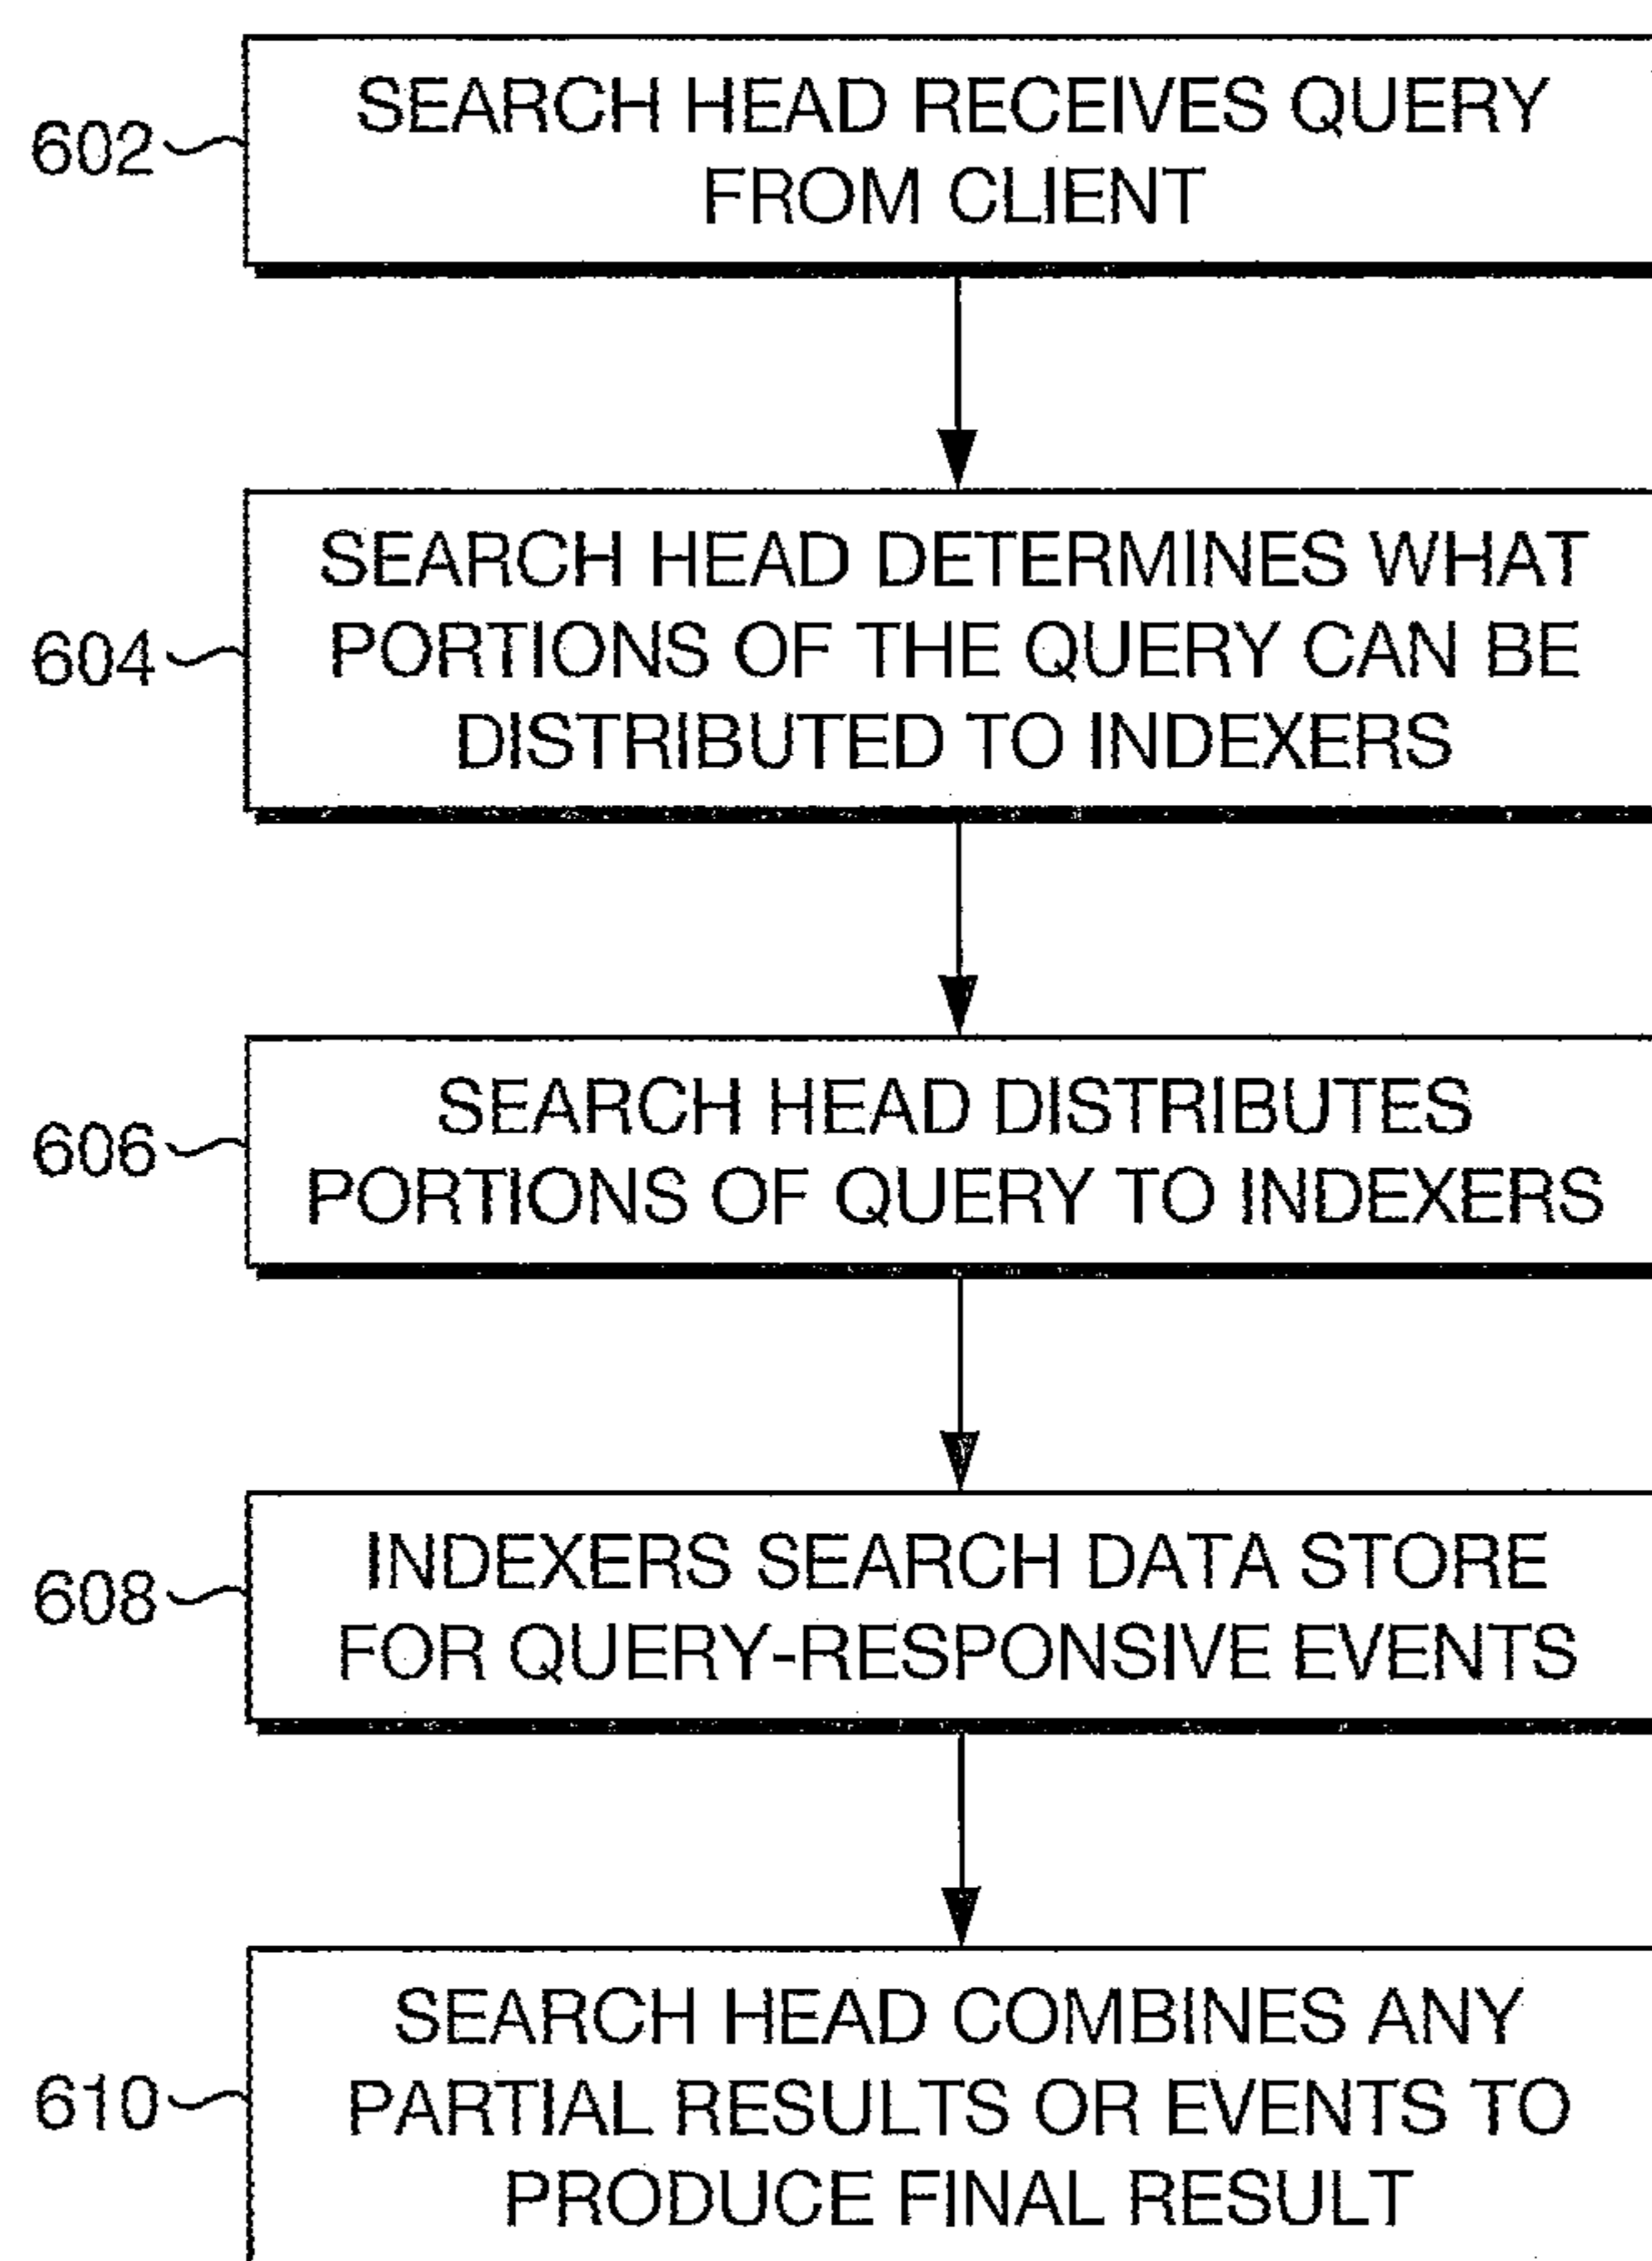 602
SEARCH HEAD RECEIVES QUERY
FROM CLIENT
604
SEARCH HEAD DETERMINES WHAT
PORTIONS OF THE QUERY CAN BE
DISTRIBUTED TO INDEXERS
606
SEARCH HEAD DISTRIBUTES
PORTIONS OF QUERY TO INDEXERS
608
INDEXERS SEARCH DATA STORE
FOR QUERY-RESPONSIVE EVENTS
610
SEARCH HEAD COMBINES ANY
PARTIAL RESULTS OR EVENTS TO
PRODUCE FINAL RESULT